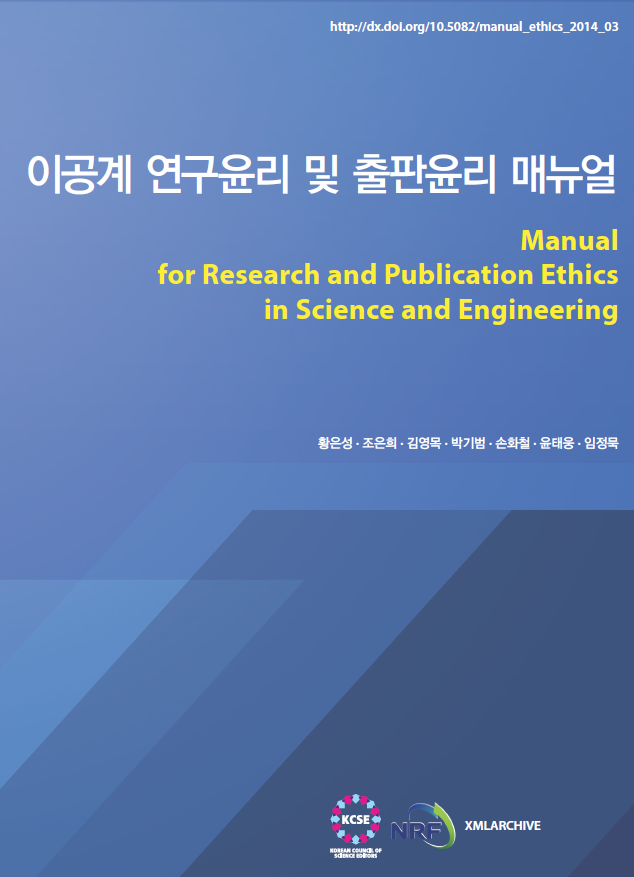 http://dx.doi.org/10.5082/manual_ethics_2014_03
이공계 연구윤리 및 출판윤리 매뉴얼
Manual
for Research and Publication Ethics
in Science and Engineering
황은성 · 조은희 · 김영목 · 박기범 · 손화철 · 윤태웅 · 임정묵
KCSE
KOREAN COUNCIL OF
SCIENCE EDITORS
NRF
XMLARCHIVE